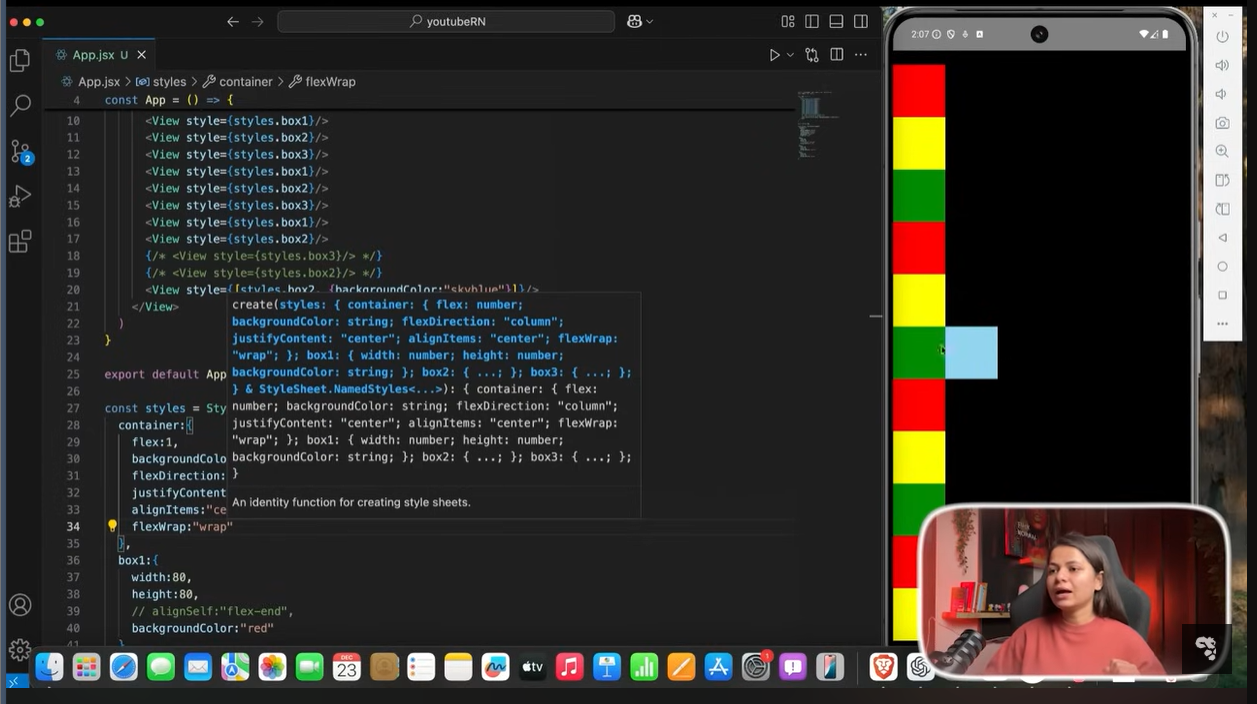 youtubeRN
App.jsx U
App.jsx > styles > container > flexWrap
4 const App = () => {
10 <View style={styles.box1}/>
11 <View style={styles.box2}/>
12 <View style={styles.box3}/>
13 <View style={styles.box1}/>
14 <View style={styles.box2}/>
15 <View style={styles.box3}/>
16 <View style={styles.box1}/>
17 <View style={styles.box2}/>
18 {/* <View style={styles.box3}/> */}
19 {/* <View style={styles.box2}/> */}
20 <View style={[styles.box2, {backgroundColor:"skyblue"}]}/>
21 </View>
22 )
23 }
24
25 export default App
26
27 const styles = Sty
28 container:{
29 flex:1,
30 backgroundColo
31 flexDirection:
32 justifyContent
33 alignItems:"ce
34 flexWrap:"wrap"
35 },
36 box1:{
37 width:80,
38 height:80,
39 // alignSelf:"flex-end",
40 backgroundColor:"red"
41 }
create(styles: { container: { flex: number;
backgroundColor: string; flexDirection: "column";
justifyContent: "center"; alignItems: "center"; flexWrap:
"wrap"; }; box1: { width: number; height: number;
backgroundColor: string; }; box2: { ...; }; box3: { ...; };
} & StyleSheet.NamedStyles<...>): { container: { flex:
number; backgroundColor: string; flexDirection: "column";
justifyContent: "center"; alignItems: "center"; flexWrap:
"wrap"; }; box1: { width: number; height: number;
backgroundColor: string; }; box2: { ...; }; box3: { ...; };
}
An identity function for creating style sheets.
2
2:07
DEC
23
tv
1